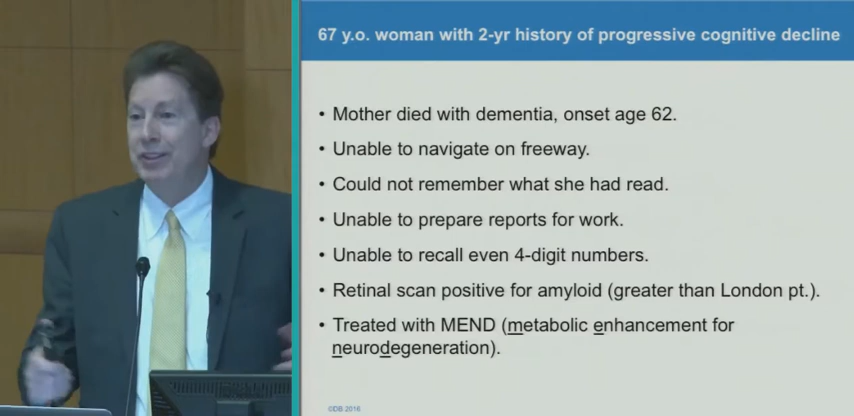 67 y.o. woman with 2-yr history of progressive cognitive decline
• Mother died with dementia, onset age 62.
• Unable to navigate on freeway.
• Could not remember what she had read.
• Unable to prepare reports for work.
• Unable to recall even 4-digit numbers.
• Retinal scan positive for amyloid (greater than London pt.).
• Treated with MEND (metabolic enhancement for
neurodegeneration).
©DB 2016